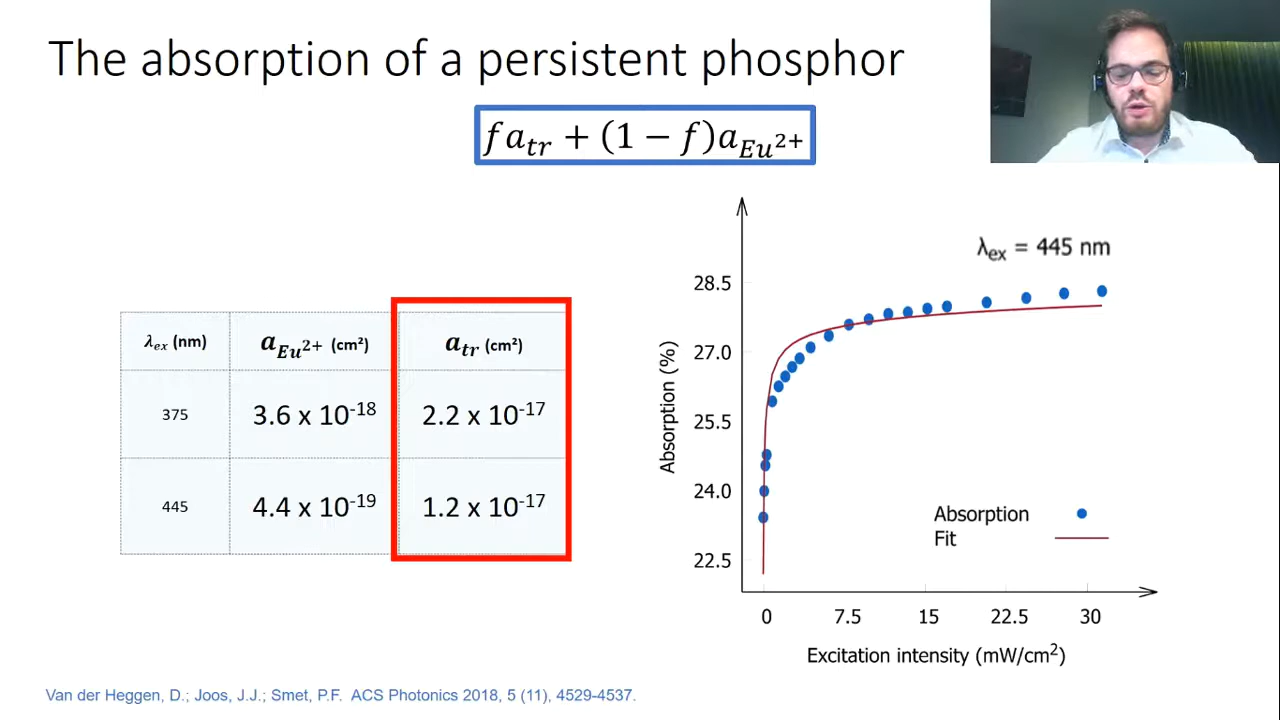 The absorption of a persistent phosphor
fa_tr + (1 − f)a_Eu²⁺
λ_ex (nm) a_Eu²⁺ (cm²) a_tr (cm²)
375 3.6 x 10⁻¹⁸ 2.2 x 10⁻¹⁷
445 4.4 x 10⁻¹⁹ 1.2 x 10⁻¹⁷
λ_ex = 445 nm
28.5
27.0
25.5
24.0
22.5
Absorption (%)
Absorption
Fit
0 7.5 15 22.5 30
Excitation intensity (mW/cm²)
Van der Heggen, D.; Joos, J.J.; Smet, P.F. ACS Photonics 2018, 5 (11), 4529-4537.